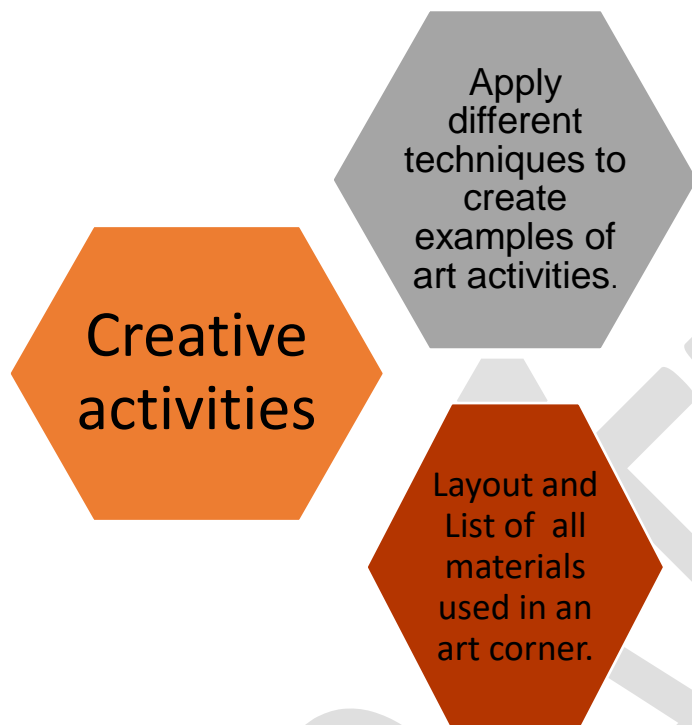 Apply
different
techniques to
create
examples of
art activities.
Creative
activities
Layout and
List of  all
materials
used in an
art corner.